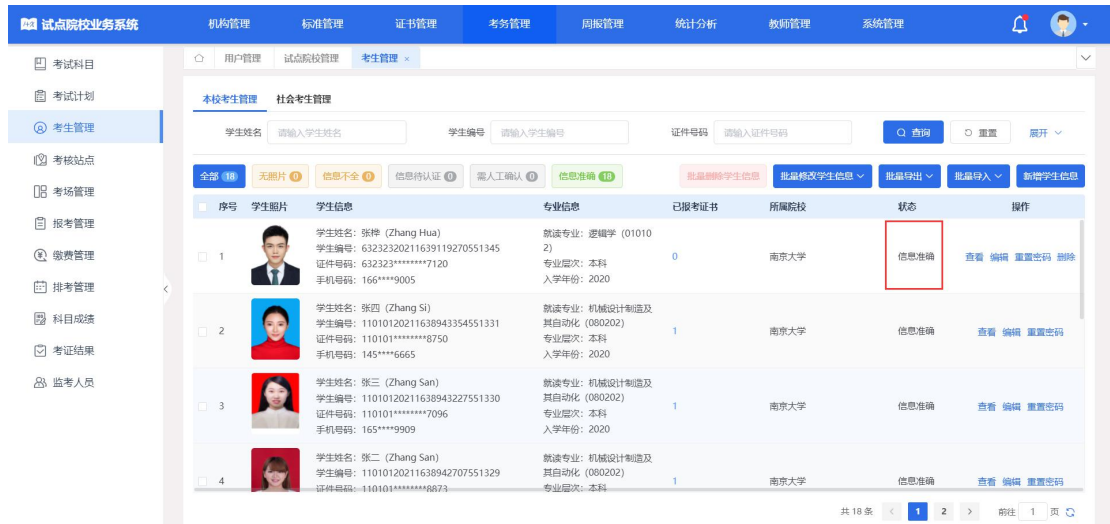 试点院校业务系统 机构管理 标准管理 证书管理 考务管理 周报管理 统计分析 教师管理 系统管理
考试科目
考试计划
考生管理
考核站点
考场管理
报考管理
缴费管理
排考管理
科目成绩
考证结果
监考人员
用户管理 试点院校管理 考生管理 ×
本校考生管理 社会考生管理
学生姓名 请输入学生姓名 学生编号 请输入学生编号 证件号码 请输入证件号码 查询 重置 展开
全部 18 无照片 0 信息不全 0 信息待认证 0 需人工确认 0 信息准确 18 批量删除学生信息 批量修改学生信息 批量导出 批量导入 新增学生信息
序号 学生照片 学生信息 专业信息 已报考证书 所属院校 状态 操作
1
学生姓名：张桦 (Zhang Hua)
学生编号：63232320211639119270551345
证件号码：632323********7120
手机号码：166****9005
就读专业：逻辑学 (01010
2)
专业层次：本科
入学年份：2020
0 南京大学 信息准确 查看 编辑 重置密码 删除
2
学生姓名：张四 (Zhang Si)
学生编号：11010120211638943354551331
证件号码：110101********8750
手机号码：145****6665
就读专业：机械设计制造及
其自动化 (080202)
专业层次：本科
入学年份：2020
1 南京大学 信息准确 查看 编辑 重置密码
3
学生姓名：张三 (Zhang San)
学生编号：11010120211638943227551330
证件号码：110101********7096
手机号码：165****9909
就读专业：机械设计制造及
其自动化 (080202)
专业层次：本科
入学年份：2020
1 南京大学 信息准确 查看 编辑 重置密码
4
学生姓名：张二 (Zhang San)
学生编号：11010120211638942707551329
证件号码：110101********8873
就读专业：机械设计制造及
其自动化 (080202)
专业层次：本科
1 南京大学 信息准确 查看 编辑 重置密码
共 18 条 1 2 前往 1 页